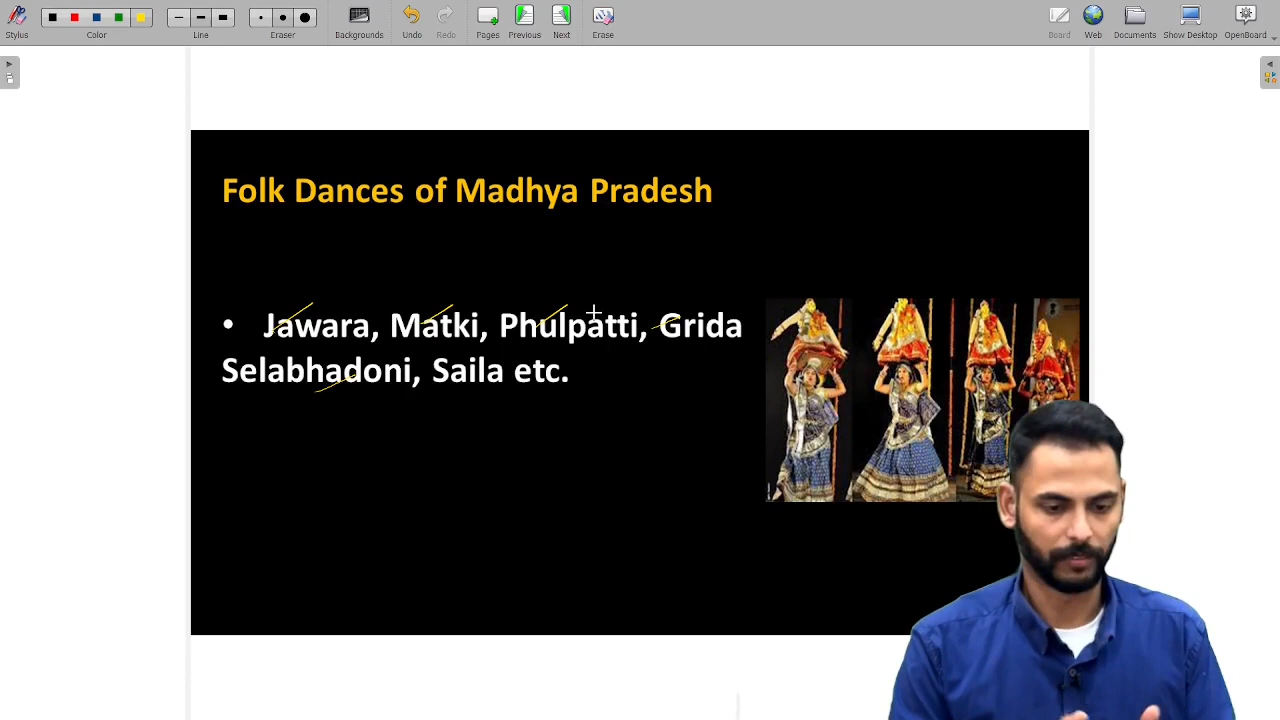 Stylus
Color
Line
Eraser
Backgrounds
Undo
Redo
Pages
Previous
Next
Erase
Board
Web
Documents
Show Desktop
OpenBoard
Folk Dances of Madhya Pradesh
• Jawara, Matki, Phulpatti, Grida
Selabhadoni, Saila etc.